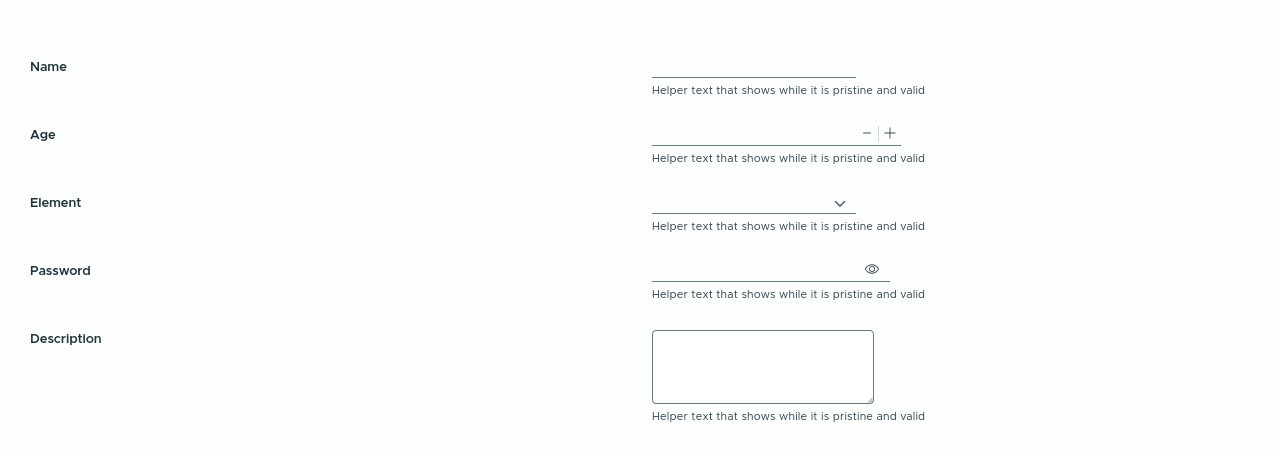 Name
Helper text that shows while it is pristine and valid
Age
Helper text that shows while it is pristine and valid
Element
Helper text that shows while it is pristine and valid
Password
Helper text that shows while it is pristine and valid
Description
Helper text that shows while it is pristine and valid